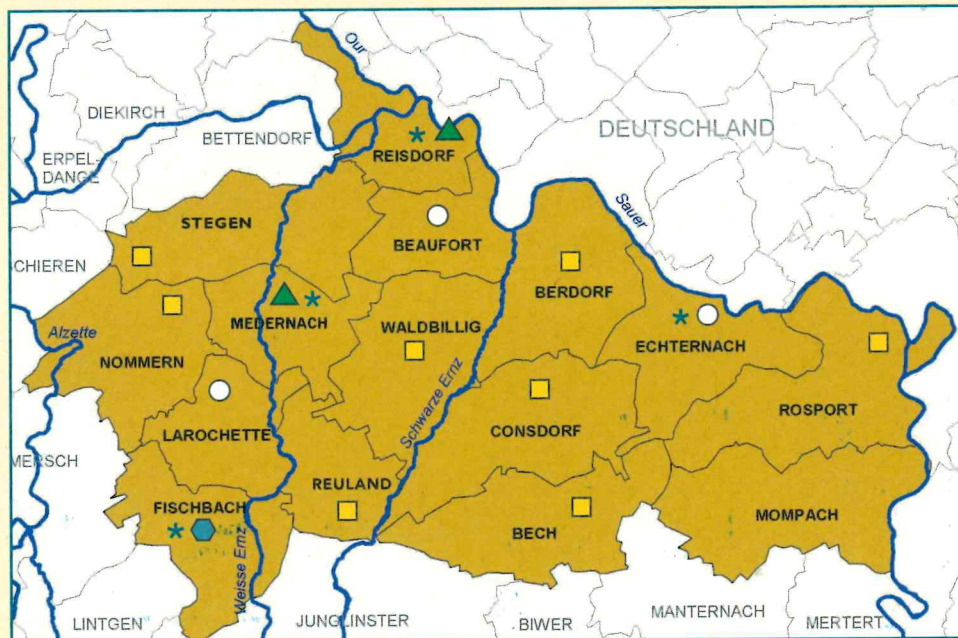 Our
DIEKIRCH
BETTENDORF
DEUTSCHLAND
ERPEL-
DANGE
REISDORF
STEGEN
Sauer
BEAUFORT
SCHIEREN
BERDORF
MEDERNACH
WALDBILLIG
Alzette
ECHTERNACH
NOMMERN
Schwarze Ernz
ROSPORT
CONSDORF
LAROCHETTE
MERSCH
REULAND
FISCHBACH
MOMPACH
BECH
Weisse Ernz
LINTGEN
JUNGLINSTER
BIWER
MANTERNACH
MERTERT